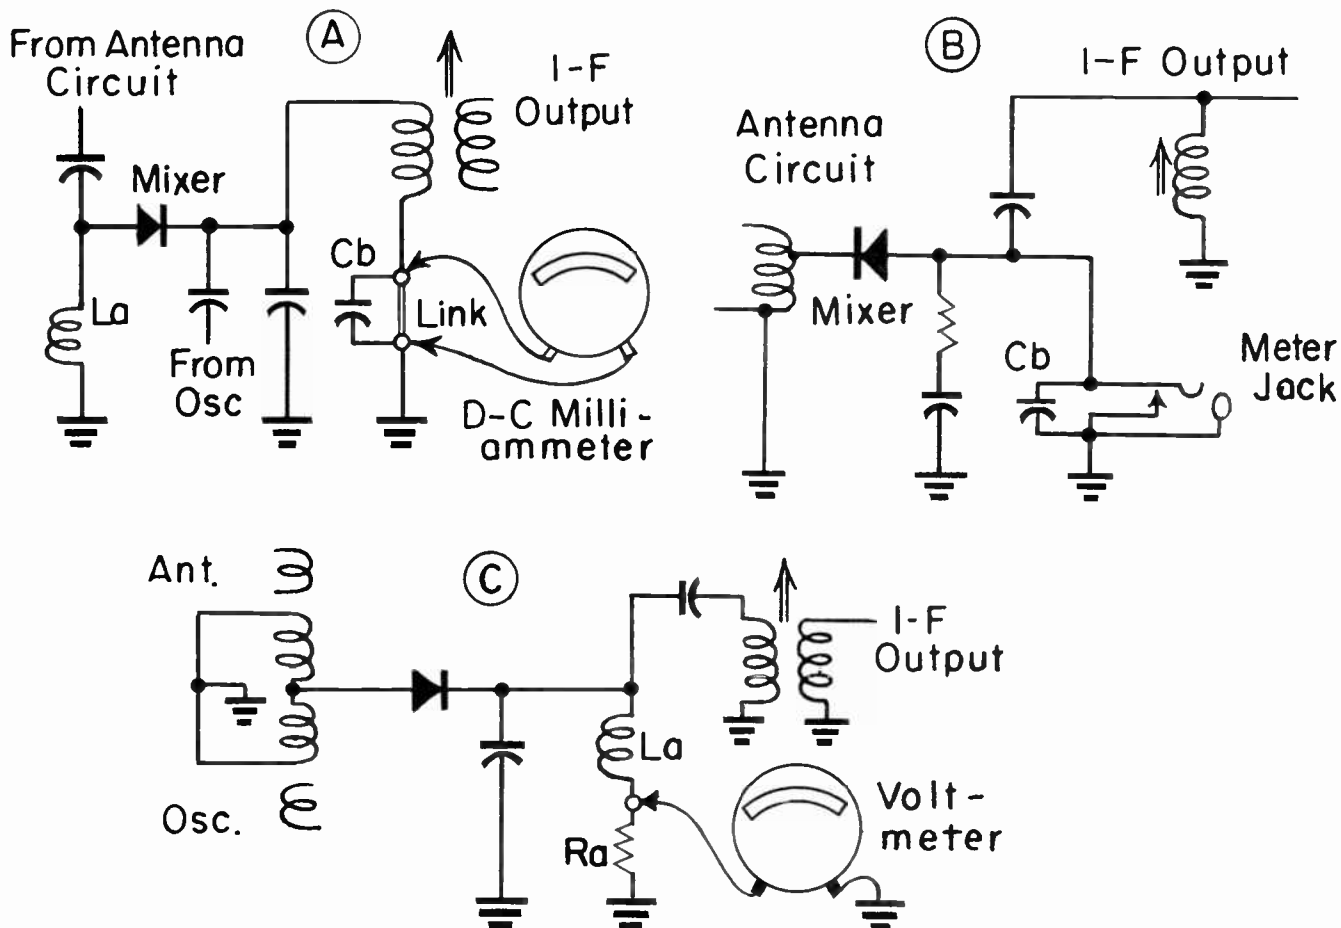 A
From Antenna
Circuit
I-F
Output
Mixer
Cb
La
Link
From
Osc
D-C Milli-
ammeter
B
I-F Output
Antenna
Circuit
Mixer
Cb
Meter
Jack
C
Ant.
I-F
Output
La
Osc.
Volt-
meter
Ra